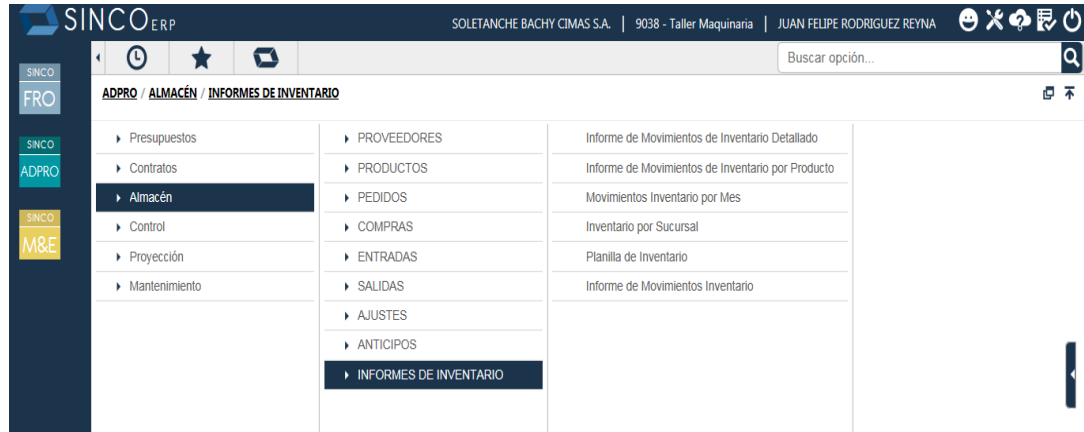 SINCO ERP
SOLETANCHE BACHY CIMAS S.A. | 9038 - Taller Maquinaria | JUAN FELIPE RODRIGUEZ REYNA
Buscar opción...
SINCO
FRO
SINCO
ADPRO
SINCO
M&E
ADPRO / ALMACÉN / INFORMES DE INVENTARIO
Presupuestos
Contratos
Almacén
Control
Proyección
Mantenimiento
PROVEEDORES
PRODUCTOS
PEDIDOS
COMPRAS
ENTRADAS
SALIDAS
AJUSTES
ANTICIPOS
INFORMES DE INVENTARIO
Informe de Movimientos de Inventario Detallado
Informe de Movimientos de Inventario por Producto
Movimientos Inventario por Mes
Inventario por Sucursal
Planilla de Inventario
Informe de Movimientos Inventario